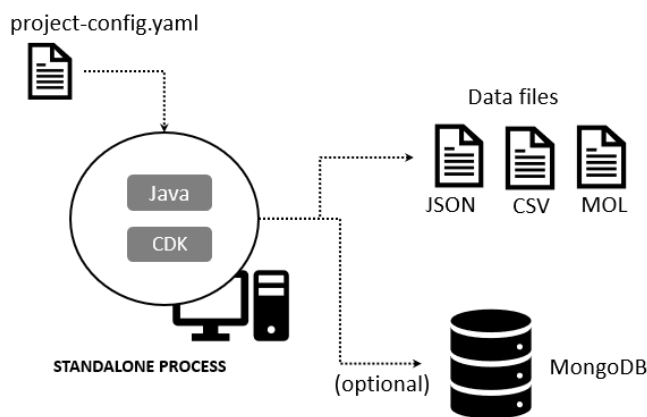 project-config.yaml
Data files
Java
CDK
JSON
CSV
MOL
STANDALONE PROCESS
(optional)
MongoDB